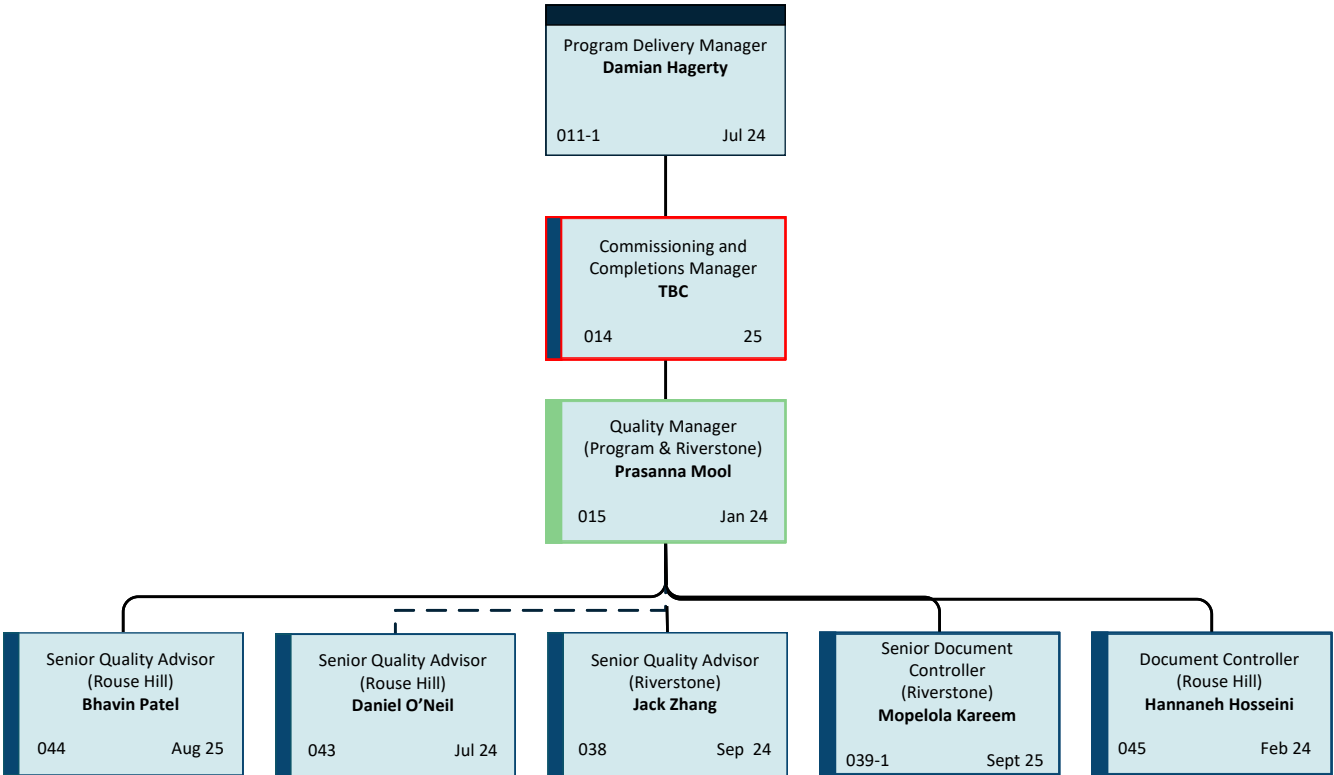 Program Delivery Manager
Damian Hagerty
011-1 Jul 24
Commissioning and
Completions Manager
TBC
014 25
Quality Manager
(Program & Riverstone)
Prasanna Mool
015 Jan 24
Senior Quality Advisor
(Rouse Hill)
Bhavin Patel
044 Aug 25
Senior Quality Advisor
(Rouse Hill)
Daniel O’Neil
043 Jul 24
Senior Quality Advisor
(Riverstone)
Jack Zhang
038 Sep 24
Senior Document
Controller
(Riverstone)
Mopelola Kareem
039-1 Sept 25
Document Controller
(Rouse Hill)
Hannaneh Hosseini
045 Feb 24